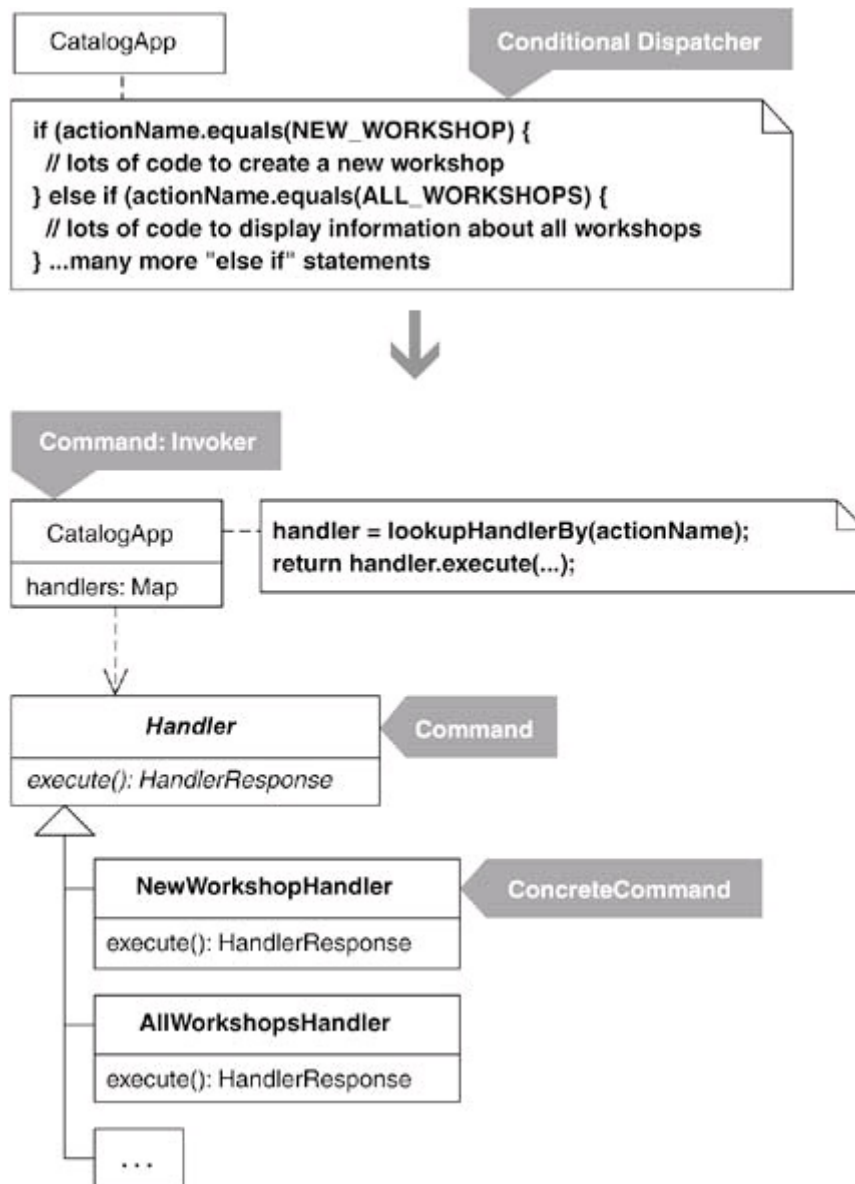 CatalogApp
Conditional Dispatcher
if (actionName.equals(NEW_WORKSHOP) {
// lots of code to create a new workshop
} else if (actionName.equals(ALL_WORKSHOPS) {
// lots of code to display information about all workshops
} ...many more "else if" statements
Command: Invoker
CatalogApp
handlers: Map
handler = lookupHandlerBy(actionName);
return handler.execute(...);
Handler
execute(): HandlerResponse
Command
NewWorkshopHandler
execute(): HandlerResponse
ConcreteCommand
AllWorkshopsHandler
execute(): HandlerResponse
...